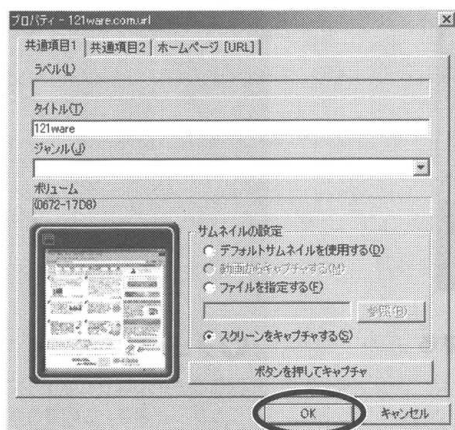 プロパティ - 121ware.com.url
共通項目1 共通項目2 ホームページ [URL]
ラベル(L)
タイトル(T)
121ware
ジャンル(J)
ボリューム
(0672-17D8)
サムネイルの設定
デフォルトサムネイルを使用する(D)
動画からキャプチャする(M)
ファイルを指定する(F)
参照(B)
スクリーンをキャプチャする(S)
ボタンを押してキャプチャ
OK キャンセル